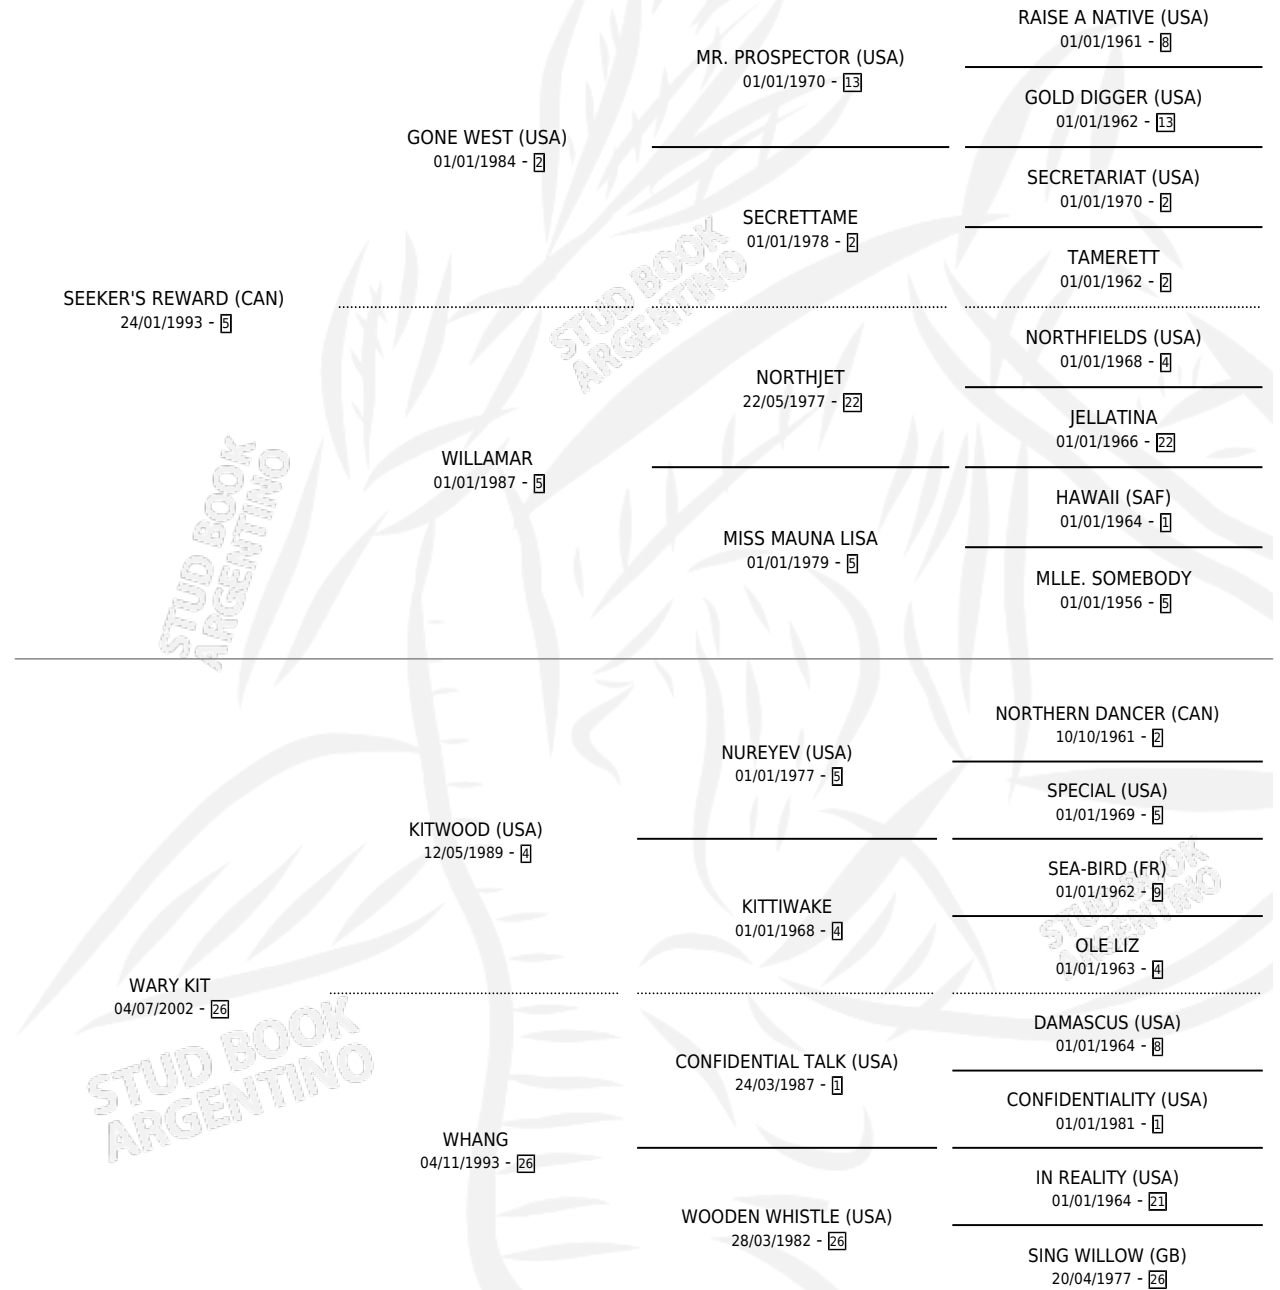 RAISE A NATIVE (USA)
01/01/1961 - 8
MR. PROSPECTOR (USA)
01/01/1970 - 13
GOLD DIGGER (USA)
01/01/1962 - 13
GONE WEST (USA)
01/01/1984 - 2
SECRETARIAT (USA)
01/01/1970 - 2
SECRETTAME
01/01/1978 - 2
TAMERETT
01/01/1962 - 2
SEEKER'S REWARD (CAN)
24/01/1993 - 5
STUD BOOK
ARGENTINO
NORTHFIELDS (USA)
01/01/1968 - 4
NORTHJET
22/05/1977 - 22
JELLATINA
01/01/1966 - 22
WILLAMAR
01/01/1987 - 5
HAWAII (SAF)
01/01/1964 - 1
MISS MAUNA LISA
01/01/1979 - 5
MLLE. SOMEBODY
01/01/1956 - 5
STUD BOOK
ARGENTINO
NORTHERN DANCER (CAN)
10/10/1961 - 2
NUREYEV (USA)
01/01/1977 - 5
SPECIAL (USA)
01/01/1969 - 5
KITWOOD (USA)
12/05/1989 - 4
SEA-BIRD (FR)
01/01/1962 - 9
KITTIWAKE
01/01/1968 - 4
STUD BOOK
ARGENTINO
OLE LIZ
01/01/1963 - 4
WARY KIT
04/07/2002 - 26
STUD BOOK
ARGENTINO
DAMASCUS (USA)
01/01/1964 - 8
CONFIDENTIAL TALK (USA)
24/03/1987 - 1
CONFIDENTIALITY (USA)
01/01/1981 - 1
WHANG
04/11/1993 - 26
IN REALITY (USA)
01/01/1964 - 21
WOODEN WHISTLE (USA)
28/03/1982 - 26
SING WILLOW (GB)
20/04/1977 - 26